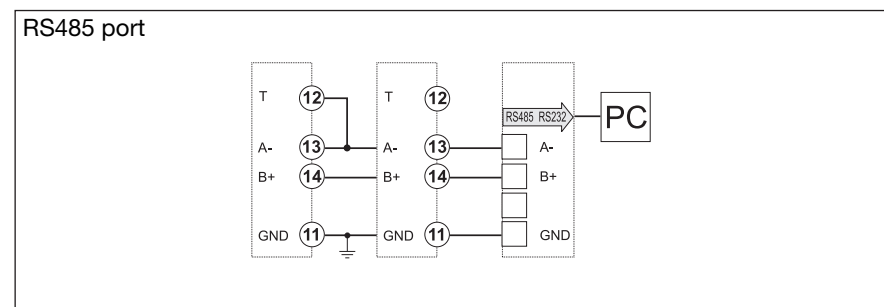 RS485 port
T 12 T 12
RS485 RS232 PC
A- 13 A- 13 A-
B+ 14 B+ 14 B+
GND 11 GND 11 GND